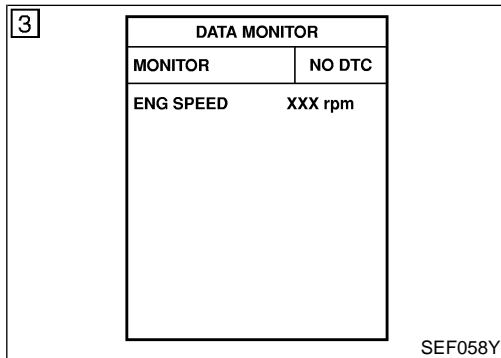 3
DATA MONITOR
MONITOR NO DTC
ENG SPEED XXX rpm
SEF058Y